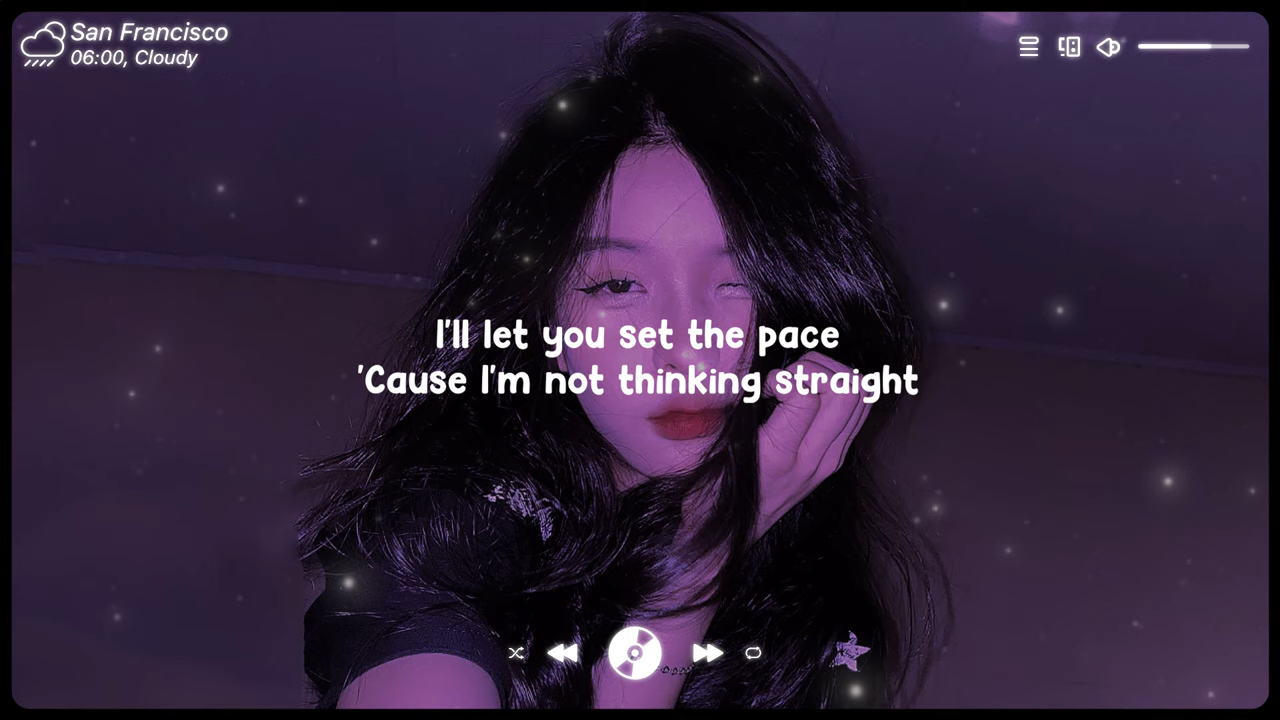 San Francisco
06:00, Cloudy
I'll let you set the pace
'Cause I'm not thinking straight